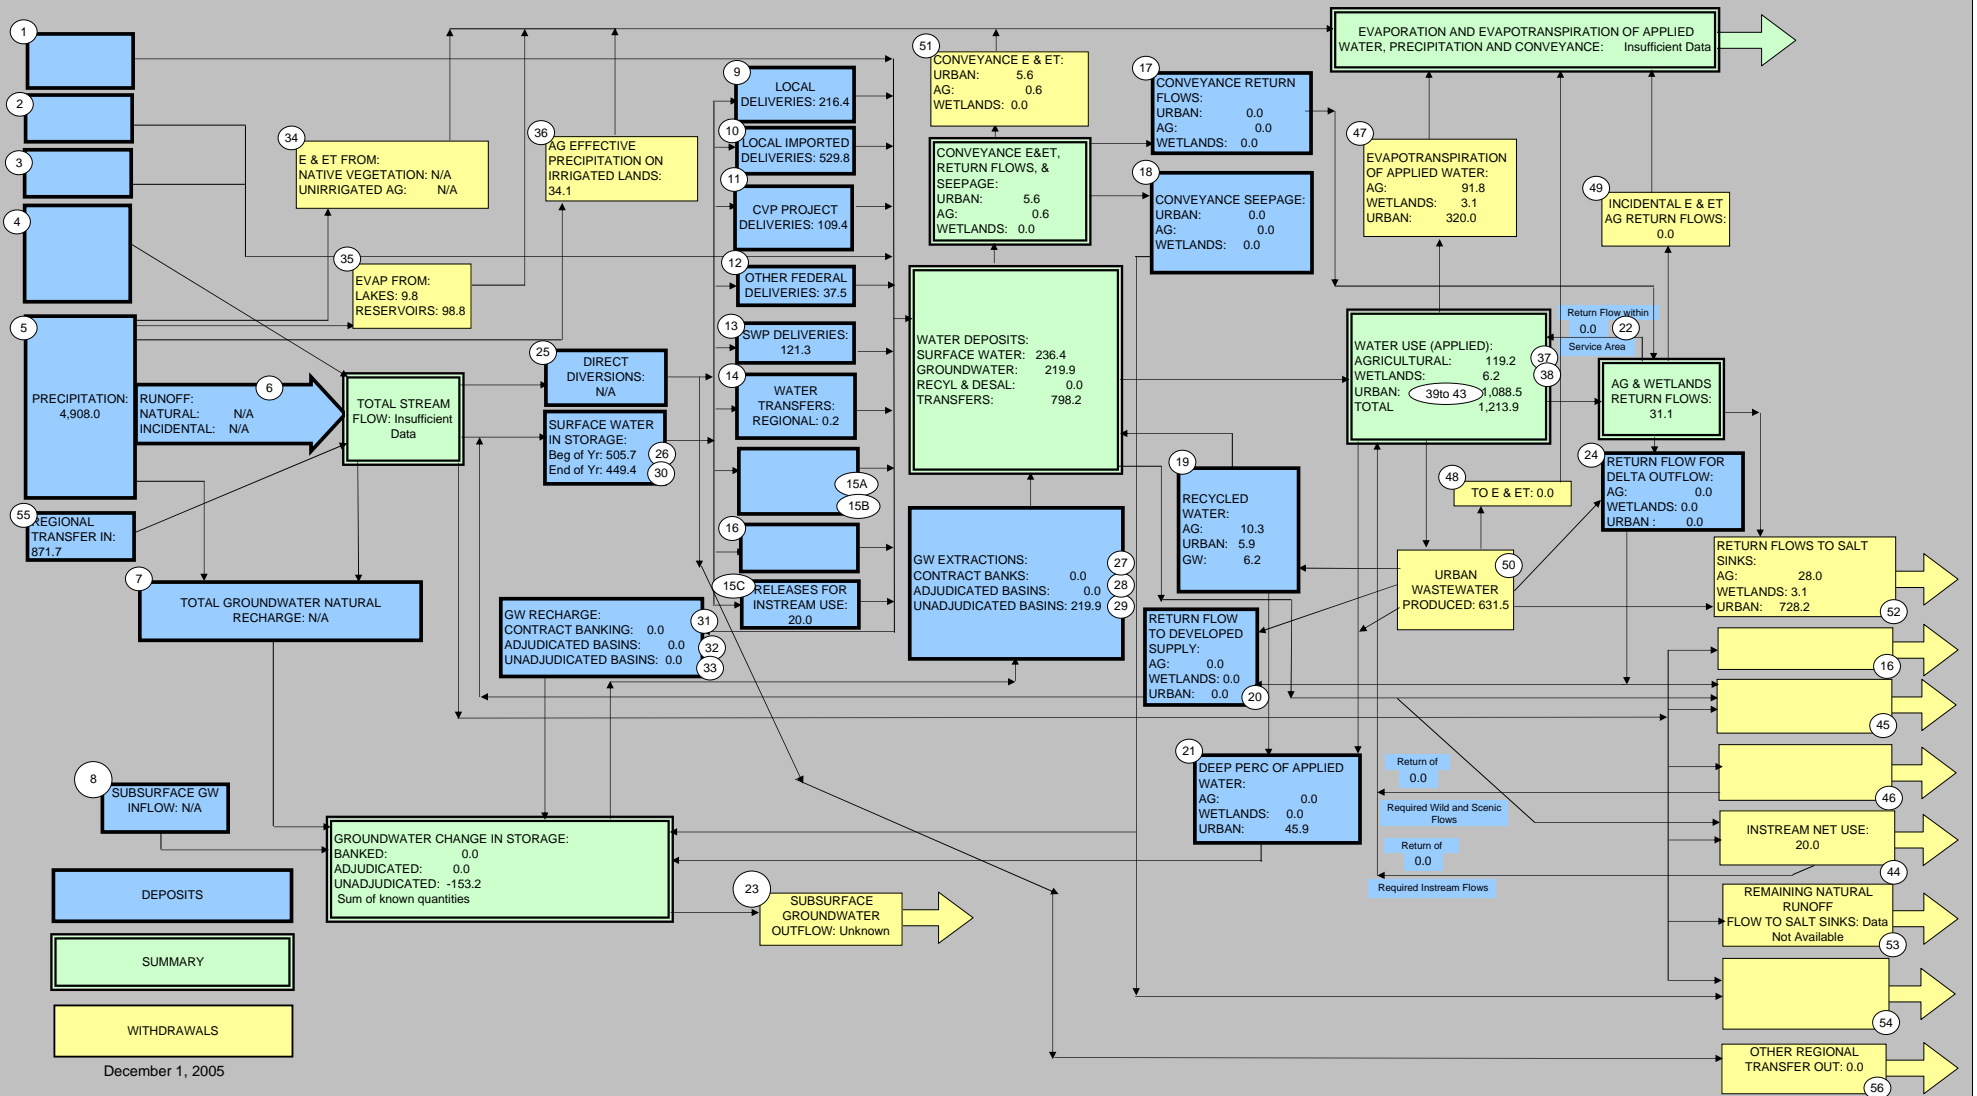 1
2
3
4
5
PRECIPITATION:
4,908.0
6
RUNOFF:
NATURAL: N/A
INCIDENTAL: N/A
55
REGIONAL
TRANSFER IN:
871.7
7
TOTAL GROUNDWATER NATURAL
RECHARGE: N/A
8
SUBSURFACE GW
INFLOW: N/A
34
E & ET FROM:
NATIVE VEGETATION: N/A
UNIRRIGATED AG: N/A
35
EVAP FROM:
LAKES: 9.8
RESERVOIRS: 98.8
36
AG EFFECTIVE
PRECIPITATION ON
IRRIGATED LANDS:
34.1
TOTAL STREAM
FLOW: Insufficient
Data
25
DIRECT
DIVERSIONS:
N/A
SURFACE WATER
IN STORAGE:
Beg of Yr: 505.7
End of Yr: 449.4
26
30
9
LOCAL
DELIVERIES: 216.4
10
LOCAL IMPORTED
DELIVERIES: 529.8
11
CVP PROJECT
DELIVERIES: 109.4
12
OTHER FEDERAL
DELIVERIES: 37.5
13
SWP DELIVERIES:
121.3
14
WATER
TRANSFERS:
REGIONAL: 0.2
15A
15B
16
15C
RELEASES FOR
INSTREAM USE:
20.0
GW RECHARGE:
CONTRACT BANKING: 0.0
ADJUDICATED BASINS: 0.0
UNADJUDICATED BASINS: 0.0
31
32
33
GROUNDWATER CHANGE IN STORAGE:
BANKED: 0.0
ADJUDICATED: 0.0
UNADJUDICATED: -153.2
Sum of known quantities
23
SUBSURFACE
GROUNDWATER
OUTFLOW: Unknown
51
CONVEYANCE E & ET:
URBAN: 5.6
AG: 0.6
WETLANDS: 0.0
CONVEYANCE E&ET,
RETURN FLOWS, &
SEEPAGE:
URBAN: 5.6
AG: 0.6
WETLANDS: 0.0
WATER DEPOSITS:
SURFACE WATER: 236.4
GROUNDWATER: 219.9
RECYL & DESAL: 0.0
TRANSFERS: 798.2
GW EXTRACTIONS:
CONTRACT BANKS: 0.0
ADJUDICATED BASINS: 0.0
UNADJUDICATED BASINS: 219.9
27
28
29
17
CONVEYANCE RETURN
FLOWS:
URBAN: 0.0
AG: 0.0
WETLANDS: 0.0
18
CONVEYANCE SEEPAGE:
URBAN: 0.0
AG: 0.0
WETLANDS: 0.0
19
RECYCLED
WATER:
AG: 10.3
URBAN: 5.9
GW: 6.2
RETURN FLOW
TO DEVELOPED
SUPPLY:
AG: 0.0
WETLANDS: 0.0
URBAN: 0.0
20
21
DEEP PERC OF APPLIED
WATER:
AG: 0.0
WETLANDS: 0.0
URBAN: 45.9
EVAPORATION AND EVAPOTRANSPIRATION OF APPLIED
WATER, PRECIPITATION AND CONVEYANCE: Insufficient Data
47
EVAPOTRANSPIRATION
OF APPLIED WATER:
AG: 91.8
WETLANDS: 3.1
URBAN: 320.0
49
INCIDENTAL E & ET
AG RETURN FLOWS:
0.0
WATER USE (APPLIED):
AGRICULTURAL: 119.2
WETLANDS: 6.2
URBAN: 39to 43 1,088.5
TOTAL 1,213.9
37
38
Return Flow within
0.0 22
Service Area
AG & WETLANDS
RETURN FLOWS:
31.1
24
RETURN FLOW FOR
DELTA OUTFLOW:
AG: 0.0
WETLANDS: 0.0
URBAN : 0.0
48
TO E & ET: 0.0
50
URBAN
WASTEWATER
PRODUCED: 631.5
RETURN FLOWS TO SALT
SINKS:
AG: 28.0
WETLANDS: 3.1
URBAN: 728.2
52
16
45
46
Return of
0.0
Required Wild and Scenic
Flows
Return of
0.0
Required Instream Flows
INSTREAM NET USE:
20.0
44
REMAINING NATURAL
RUNOFF
FLOW TO SALT SINKS: Data
Not Available
53
54
OTHER REGIONAL
TRANSFER OUT: 0.0
56
DEPOSITS
SUMMARY
WITHDRAWALS
December 1, 2005